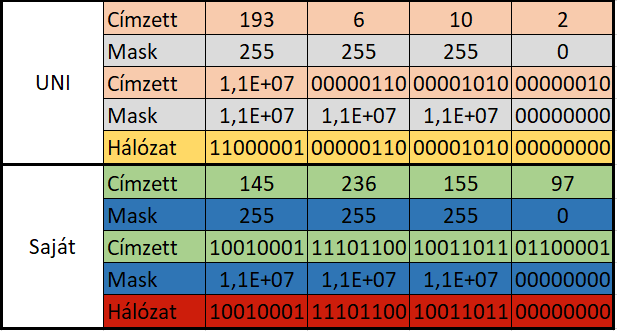 UNI
Címzett 193 6 10 2
Mask 255 255 255 0
Címzett 1,1E+07 00000110 00001010 00000010
Mask 1,1E+07 1,1E+07 1,1E+07 00000000
Hálózat 11000001 00000110 00001010 00000000
Saját
Címzett 145 236 155 97
Mask 255 255 255 0
Címzett 10010001 11101100 10011011 01100001
Mask 1,1E+07 1,1E+07 1,1E+07 00000000
Hálózat 10010001 11101100 10011011 00000000